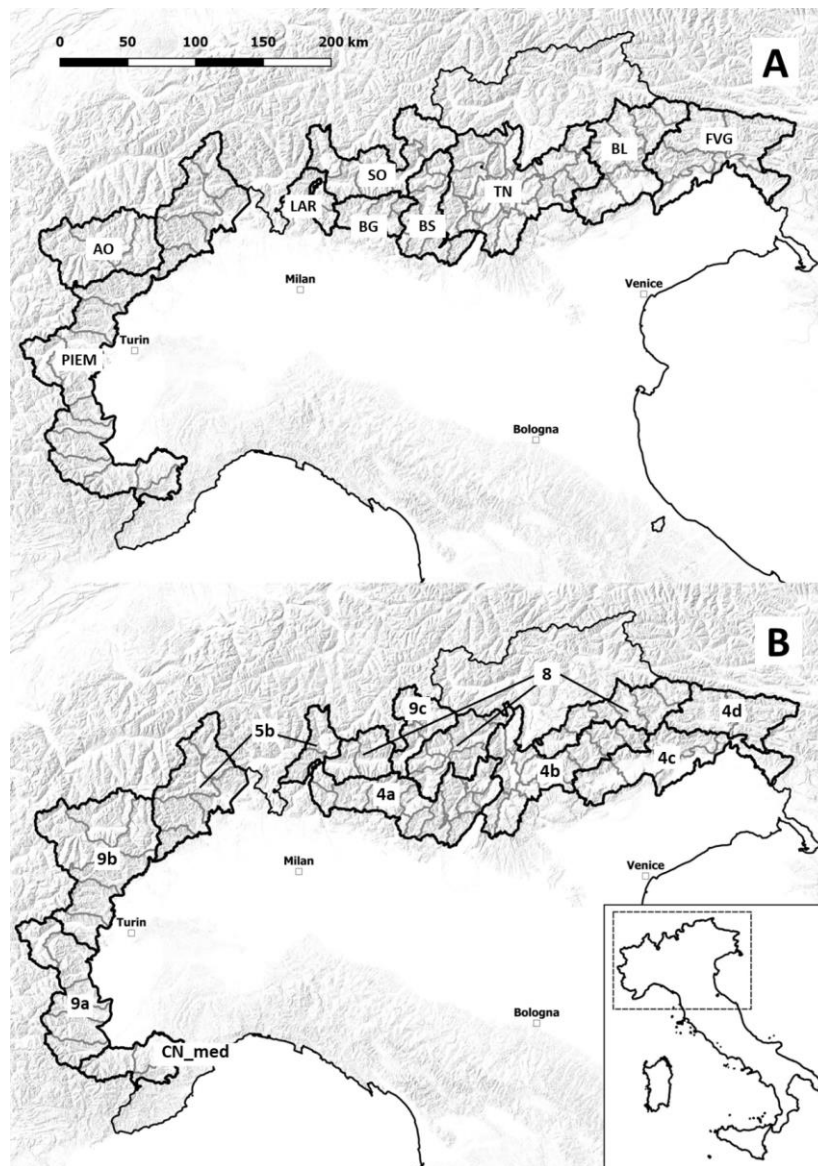 A
0 50 100 150 200 km
BL
FVG
SO
TN
LAR
BG
BS
AO
Milan
Venice
Turin
PIEM
Bologna
B
8
9c
4d
5b
4b
4c
4a
9b
Milan
Venice
Turin
9a
Bologna
CN_med